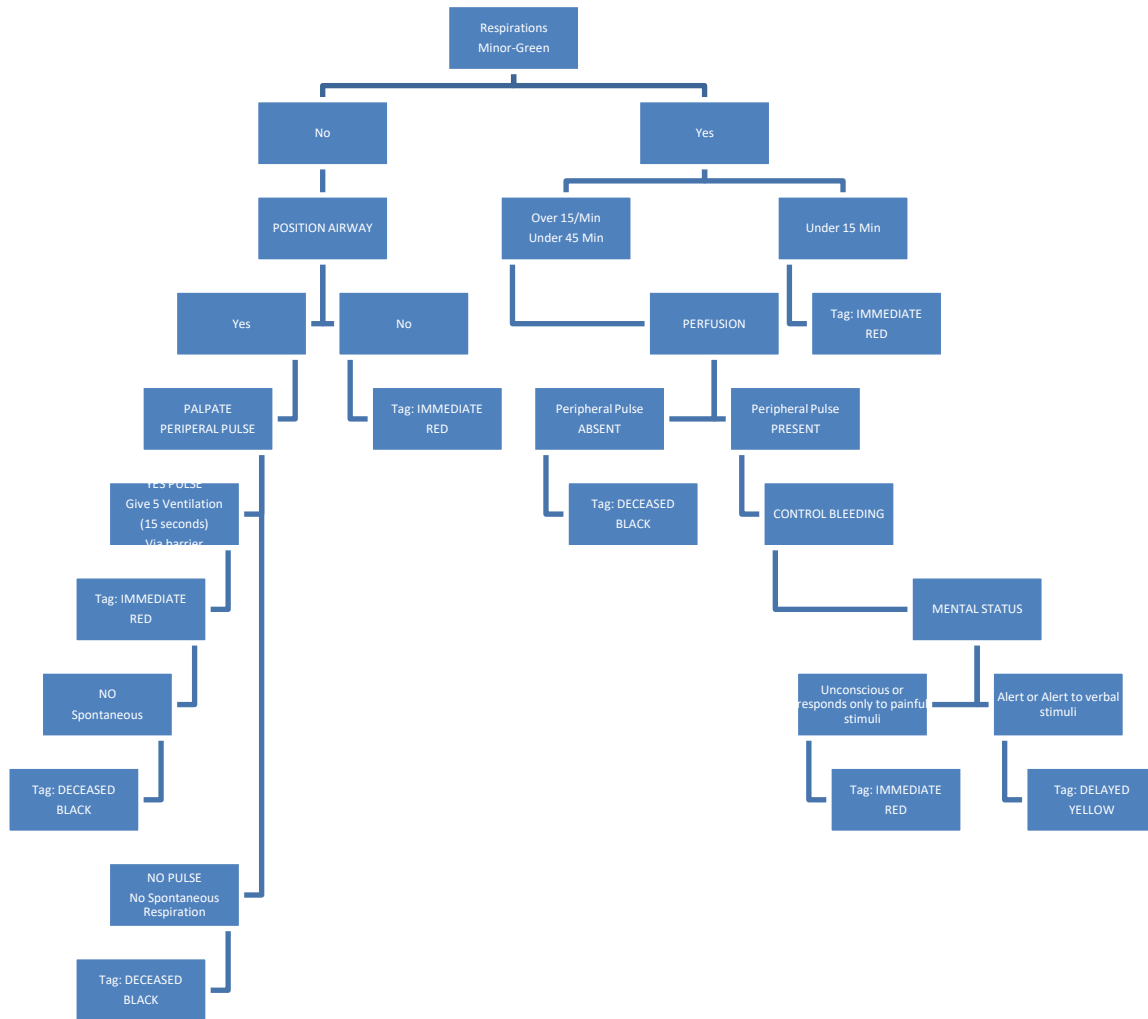 Respirations
Minor-Green
No
Yes
POSITION AIRWAY
Over 15/Min
Under 45 Min
Under 15 Min
Yes
No
PERFUSION
Tag: IMMEDIATE
RED
PALPATE
PERIPERAL PULSE
Tag: IMMEDIATE
RED
Peripheral Pulse
ABSENT
Peripheral Pulse
PRESENT
YES PULSE
Give 5 Ventilation
(15 seconds)
Via barrier
Tag: DECEASED
BLACK
CONTROL BLEEDING
Tag: IMMEDIATE
RED
MENTAL STATUS
NO
Spontaneous
Unconscious or
responds only to painful
stimuli
Alert or Alert to verbal
stimuli
Tag: DECEASED
BLACK
Tag: IMMEDIATE
RED
Tag: DELAYED
YELLOW
NO PULSE
No Spontaneous
Respiration
Tag: DECEASED
BLACK